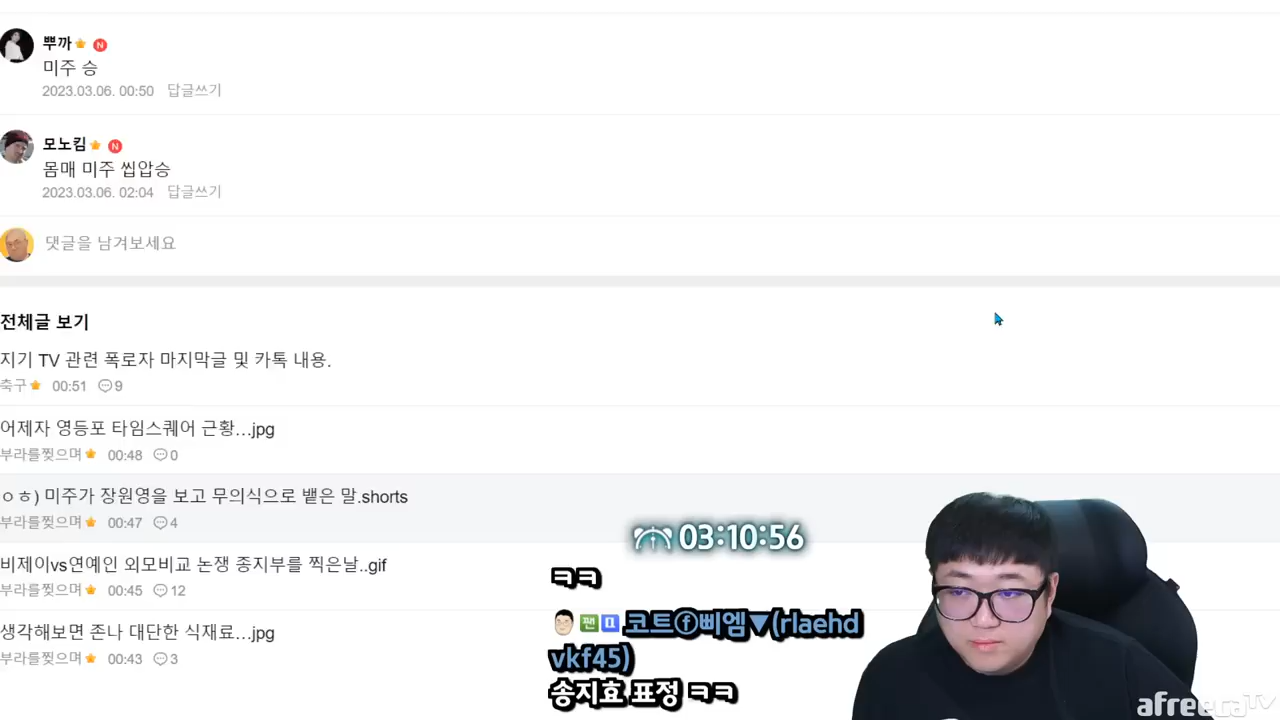 뿌까
N
미주 승
2023.03.06. 00:50 답글쓰기
모노킴
N
몸매 미주 씹압승
2023.03.06. 02:04 답글쓰기
댓글을 남겨보세요
전체글 보기
지기 TV 관련 폭로자 마지막글 및 카톡 내용.
축구 00:51 9
어제자 영등포 타임스퀘어 근황...jpg
부라를찢으며 00:48 0
ㅇㅎ) 미주가 장원영을 보고 무의식으로 뱉은 말.shorts
부라를찢으며 00:47 4
비제이vs연예인 외모비교 논쟁 종지부를 찍은날..gif
부라를찢으며 00:45 12
생각해보면 존나 대단한 식재료...jpg
부라를찢으며 00:43 3
03:10:56
ㅋㅋ
팬 코트ⓕ삐엠▼(rlaehd
vkf45)
송지효 표정 ㅋㅋ
afreecaTV